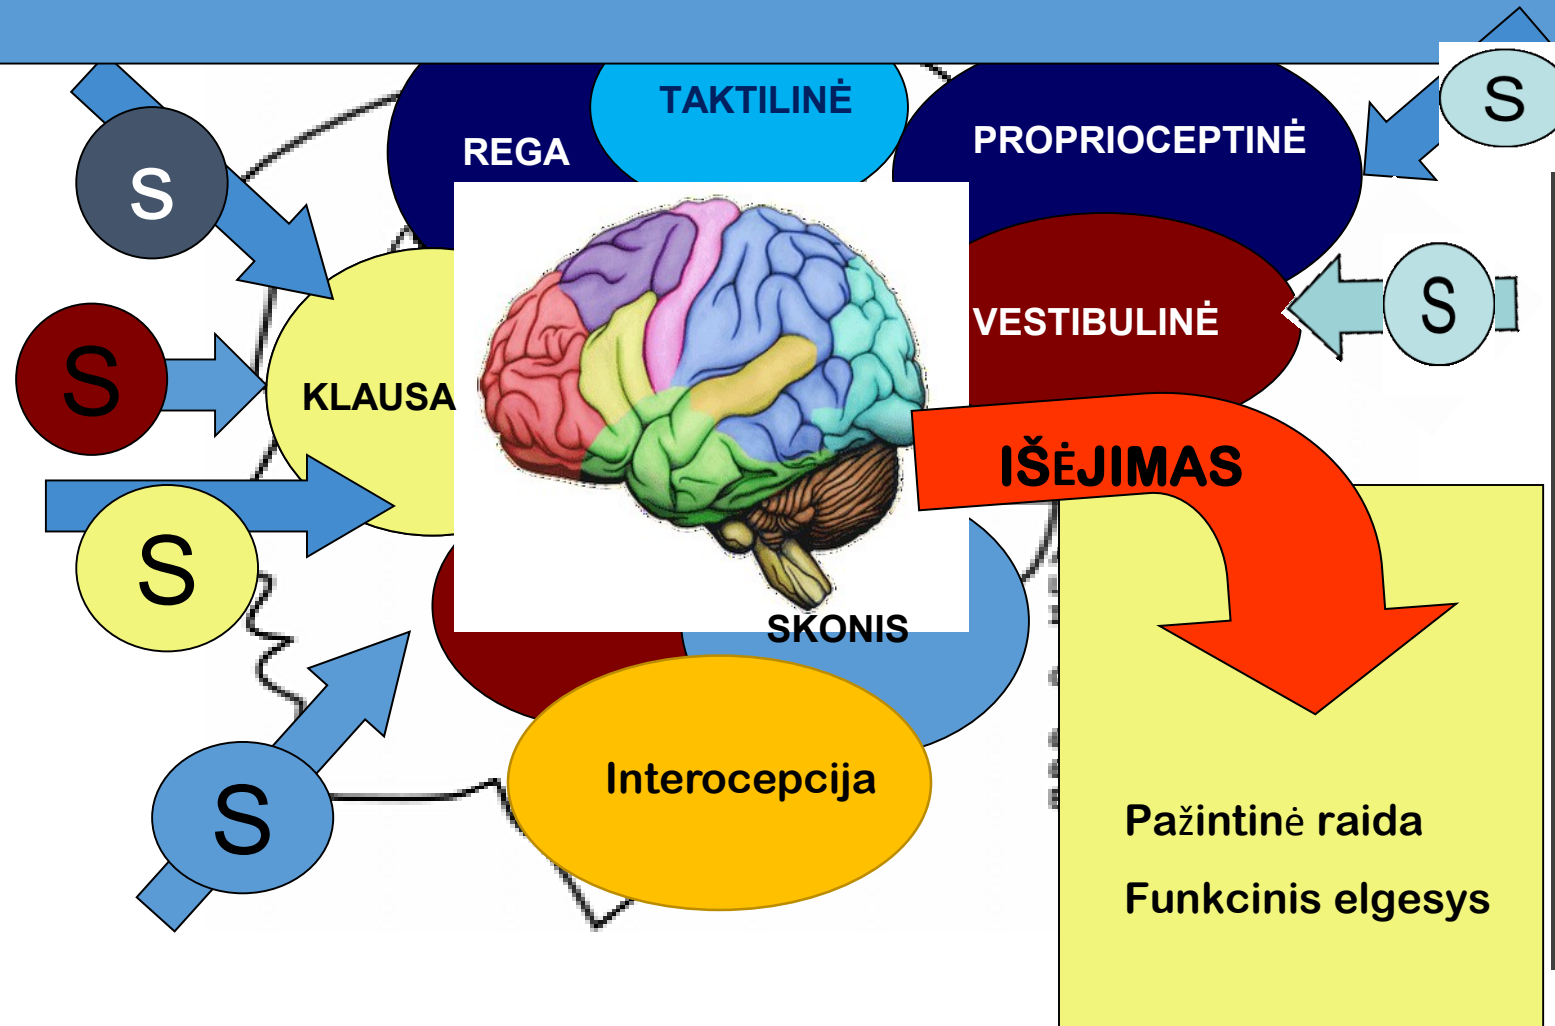 TAKTILINĖ
REGA
PROPRIOCEPTINĖ
S
s
S
VESTIBULINĖ
S
KLAUSA
IŠĖJIMAS
S
SKONIS
Interocepcija
S
Pažintinė raida
Funkcinis elgesys